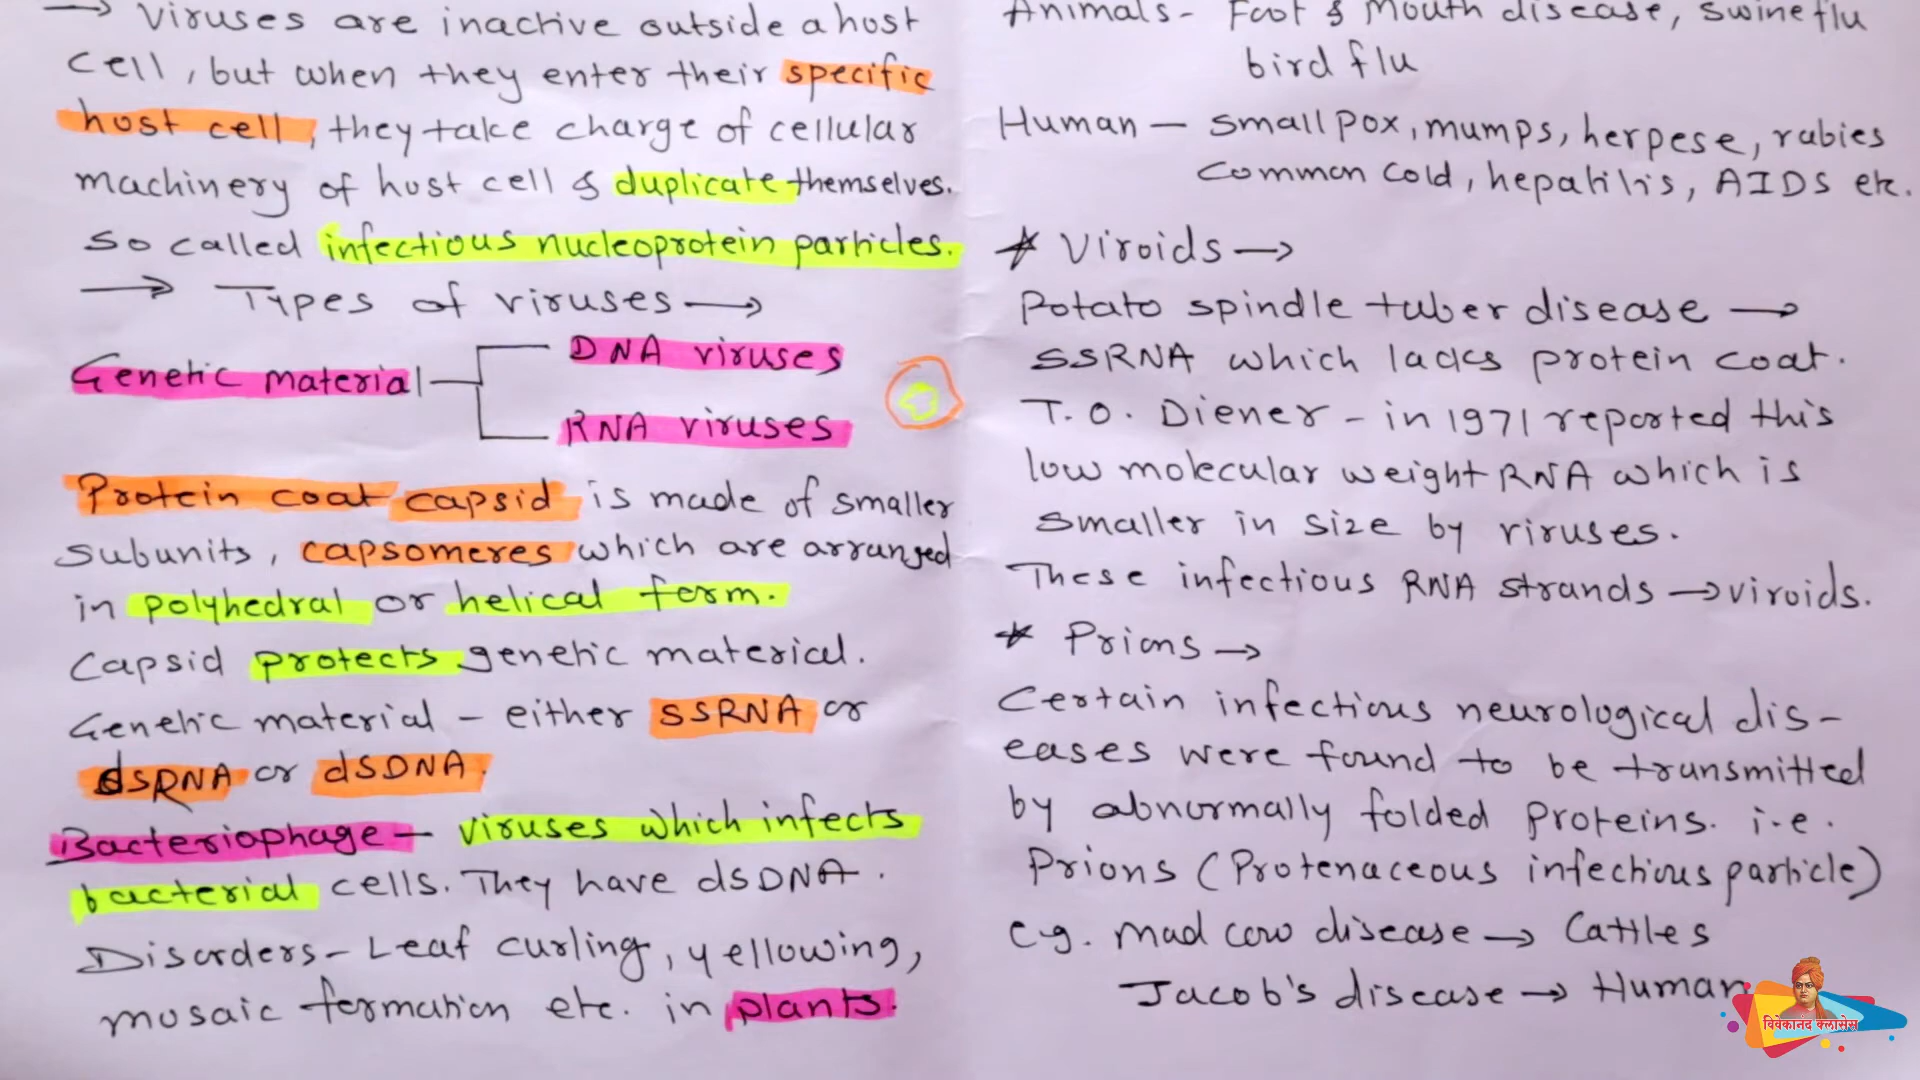 → Viruses are inactive outside a host
cell, but when they enter their specific
host cell, they take charge of cellular
machinery of host cell & duplicate themselves.
So called infectious nucleoprotein particles.
→ Types of viruses →
Genetic material
DNA viruses
RNA viruses
Protein coat capsid is made of smaller
subunits, capsomeres which are arranged
in polyhedral or helical form.
Capsid protects genetic material.
Genetic material - either SSRNA or
dsRNA or dSDNA.
Bacteriophage - viruses which infects
bacterial cells. They have dsDNA.
Disorders - Leaf curling, yellowing,
mosaic formation etc. in plants.
Animals - Foot & Mouth disease, swine flu
bird flu
Human - small pox, mumps, herpese, rabies
Common cold, hepatitis, AIDS etc.
* Viroids →
Potato spindle tuber disease →
SSRNA which lacks protein coat.
T. O. Diener - in 1971 reported this
low molecular weight RNA which is
smaller in size by viruses.
These infectious RNA strands → viroids.
* Prions →
Certain infectious neurological dis-
eases were found to be transmitted
by abnormally folded proteins. i.e.
Prions (Protenaceous infectious particle)
e.g. Mad cow disease → Cattles
Jacob's disease → Human
विवेकानंद क्लासेस